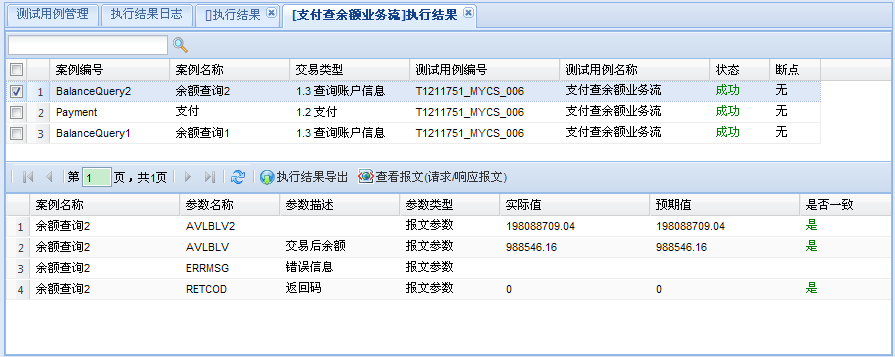 测试用例管理 执行结果日志 []执行结果 [支付查余额业务流]执行结果
案例编号 案例名称 交易类型 测试用例编号 测试用例名称 状态 断点
1 BalanceQuery2 余额查询2 1.3 查询账户信息 T1211751_MYCS_006 支付查余额业务流 成功 无
2 Payment 支付 1.2 支付 T1211751_MYCS_006 支付查余额业务流 成功 无
3 BalanceQuery1 余额查询1 1.3 查询账户信息 T1211751_MYCS_006 支付查余额业务流 成功 无
第 1 页，共1页 执行结果导出 查看报文(请求/响应报文)
案例名称 参数名称 参数描述 参数类型 实际值 预期值 是否一致
1 余额查询2 AVLBLV2 报文参数 198088709.04 198088709.04 是
2 余额查询2 AVLBLV 交易后余额 报文参数 988546.16 988546.16 是
3 余额查询2 ERRMSG 错误信息 报文参数
4 余额查询2 RETCOD 返回码 报文参数 0 0 是